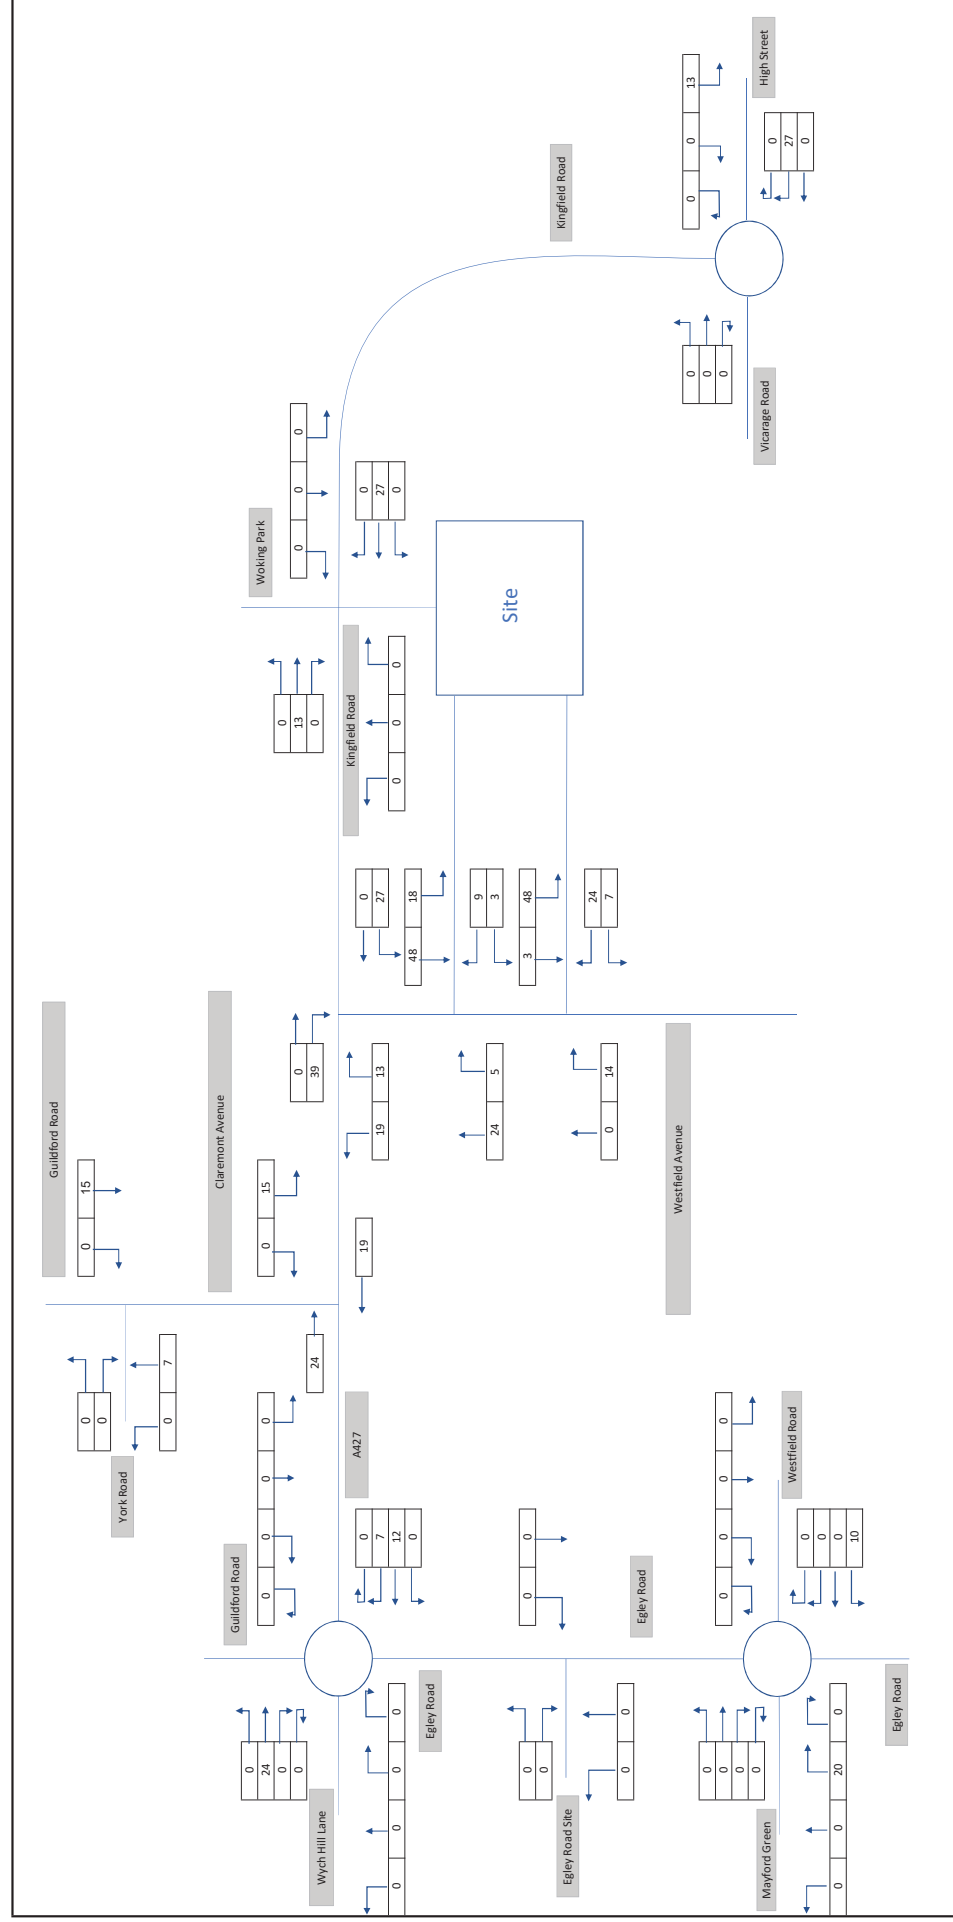 Guildford Road
0 15
0
0
York Road
0 7
Claremont Avenue
Guildford Road
0
24
0
0
0 0 0 0
0 15
Woking Park
0
13
0
0 0 0
0
39
24
Wych Hill Lane
Kingfield Road
A427
0
7
12
0
19
0
27
0
27
0
19 13
0 0 0 0
0 0 0
48 18
Egley Road
9
3
24 5
Site
0
0
0 0
3 48
Kingfield Road
Egley Road Site
24
7
0 14
0 0
Egley Road
Westfield Avenue
0 0 13
0
0
0
0
0
0
0
0 0 0 0
High Street
Vicarage Road
Mayford Green
0
27
0
Westfield Road
0
0
0
10
0 0 20 0
Egley Road